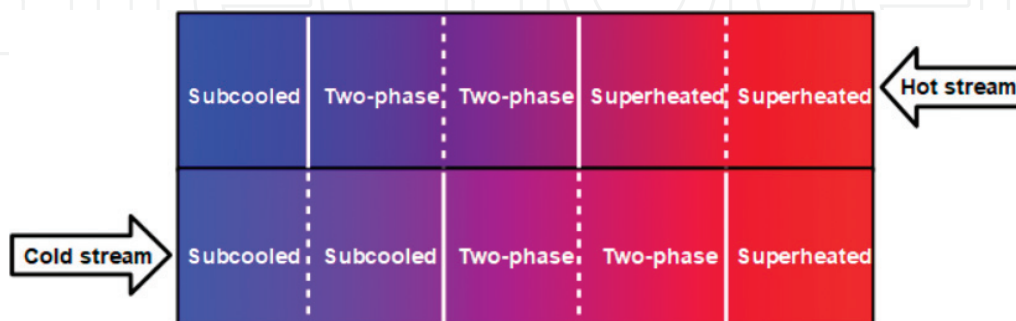 Subcooled Two-phase Two-phase Superheated Superheated
Hot stream
Cold stream
Subcooled Subcooled Two-phase Two-phase Superheated